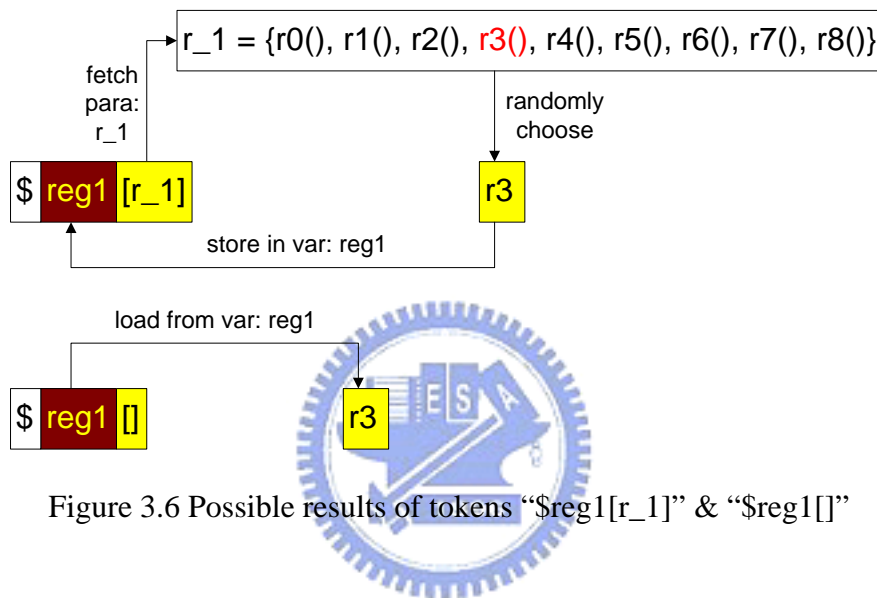 r_1 = {r0(), r1(), r2(), r3(), r4(), r5(), r6(), r7(), r8()}
fetch
para:
r_1
randomly
choose
$ reg1 [r_1]
r3
store in var: reg1
load from var: reg1
$ reg1 []
r3
E S A
Figure 3.6 Possible results of tokens “$reg1[r_1]” & “$reg1[]”